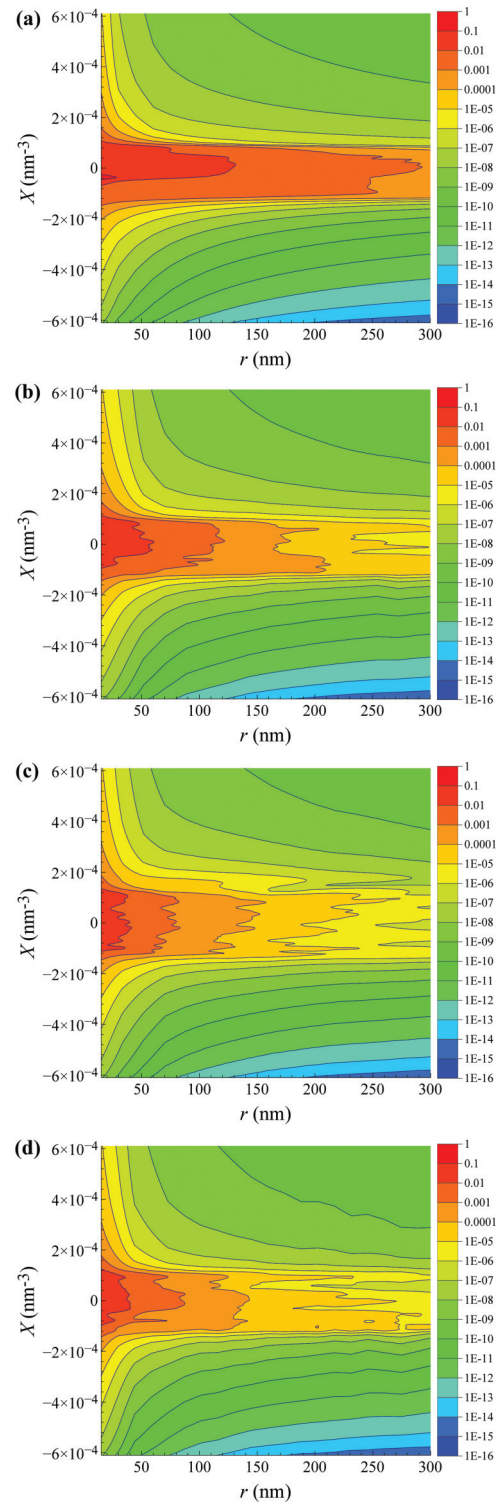 (a)
6×10⁻⁴
4×10⁻⁴
2×10⁻⁴
0
−2×10⁻⁴
−4×10⁻⁴
−6×10⁻⁴
X (nm⁻³)
50 100 150 200 250 300
r (nm)
1
0.1
0.01
0.001
0.0001
1E-05
1E-06
1E-07
1E-08
1E-09
1E-10
1E-11
1E-12
1E-13
1E-14
1E-15
1E-16
(b)
6×10⁻⁴
4×10⁻⁴
2×10⁻⁴
0
−2×10⁻⁴
−4×10⁻⁴
−6×10⁻⁴
X (nm⁻³)
50 100 150 200 250 300
r (nm)
1
0.1
0.01
0.001
0.0001
1E-05
1E-06
1E-07
1E-08
1E-09
1E-10
1E-11
1E-12
1E-13
1E-14
1E-15
1E-16
(c)
6×10⁻⁴
4×10⁻⁴
2×10⁻⁴
0
−2×10⁻⁴
−4×10⁻⁴
−6×10⁻⁴
X (nm⁻³)
50 100 150 200 250 300
r (nm)
1
0.1
0.01
0.001
0.0001
1E-05
1E-06
1E-07
1E-08
1E-09
1E-10
1E-11
1E-12
1E-13
1E-14
1E-15
1E-16
(d)
6×10⁻⁴
4×10⁻⁴
2×10⁻⁴
0
−2×10⁻⁴
−4×10⁻⁴
−6×10⁻⁴
X (nm⁻³)
50 100 150 200 250 300
r (nm)
1
0.1
0.01
0.001
0.0001
1E-05
1E-06
1E-07
1E-08
1E-09
1E-10
1E-11
1E-12
1E-13
1E-14
1E-15
1E-16